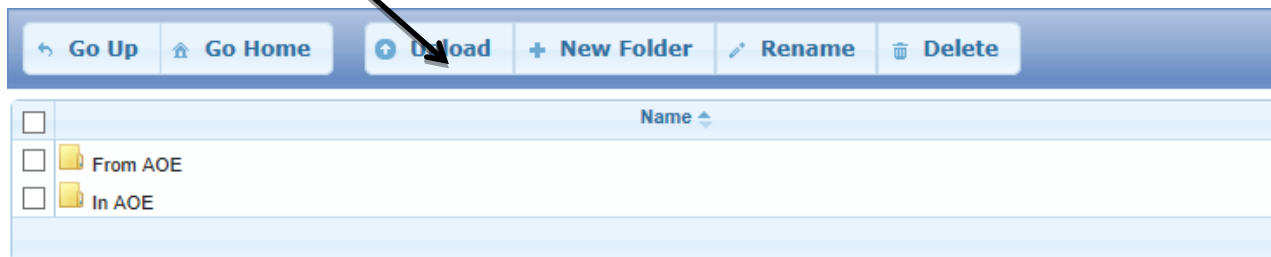 Go Up Go Home Upload New Folder Rename Delete
Name
From AOE
In AOE